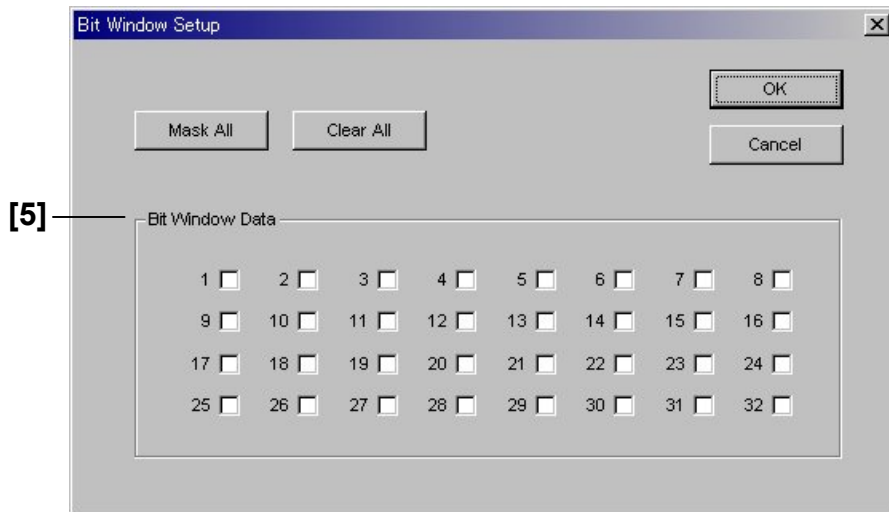 Bit Window Setup
OK
Mask All Clear All
Cancel
[5]
Bit Window Data
1 2 3 4 5 6 7 8
9 10 11 12 13 14 15 16
17 18 19 20 21 22 23 24
25 26 27 28 29 30 31 32